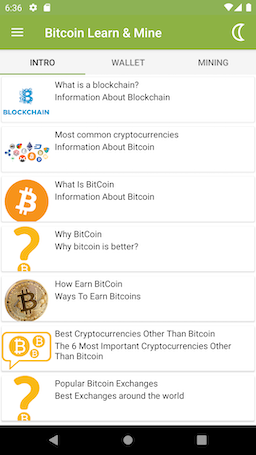 6:36
Bitcoin Learn & Mine
INTRO WALLET MINING
What is a blockchain?
Information About Blockchain
BLOCKCHAIN
Most common cryptocurrencies
Information About Bitcoin
What Is BitCoin
Information About Bitcoin
Why BitCoin
Why bitcoin is better?
How Earn BitCoin
Ways To Earn Bitcoins
Best Cryptocurrencies Other Than Bitcoin
The 6 Most Important Cryptocurrencies Other
Than Bitcoin
Popular Bitcoin Exchanges
Best Exchanges around the world